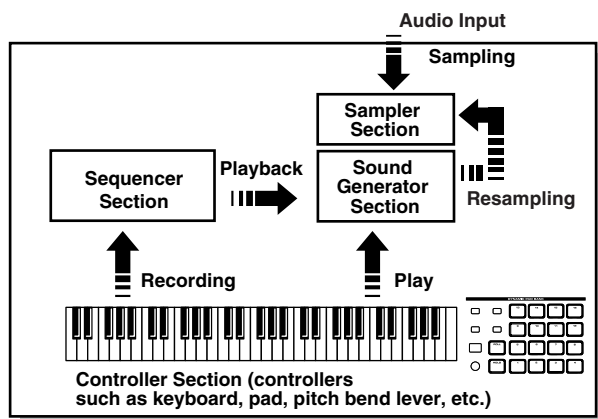 Audio Input
Sampling
Sampler
Section
Sequencer
Section
Playback
Sound
Generator
Section
Resampling
Recording
Play
Controller Section (controllers
such as keyboard, pad, pitch bend lever, etc.)